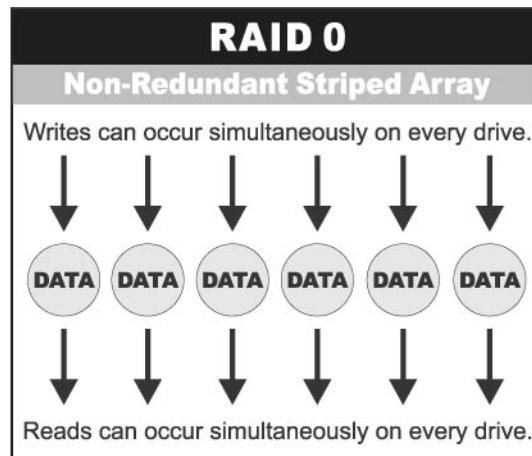 RAID 0
Non-Redundant Striped Array
Writes can occur simultaneously on every drive.
DATA DATA DATA DATA DATA DATA
Reads can occur simultaneously on every drive.